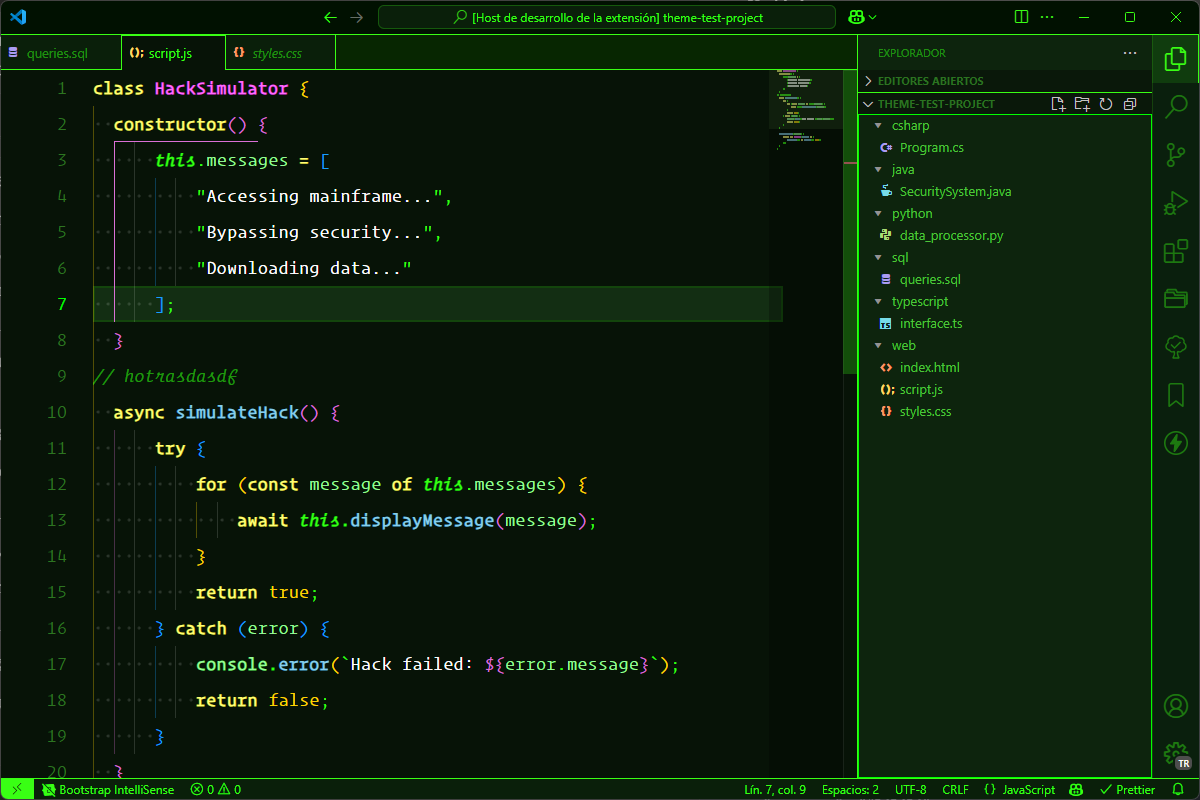 [Host de desarrollo de la extensión] theme-test-project
queries.sql
script.js
styles.css
1 class HackSimulator {
2 constructor() {
3 this.messages = [
4 "Accessing mainframe...",
5 "Bypassing security...",
6 "Downloading data..."
7 ];
8 }
9 // hotrasdasdf
10 async simulateHack() {
11 try {
12 for (const message of this.messages) {
13 await this.displayMessage(message);
14 }
15 return true;
16 } catch (error) {
17 console.error(`Hack failed: ${error.message}`);
18 return false;
19 }
20 }
EXPLORADOR
EDITORES ABIERTOS
THEME-TEST-PROJECT
csharp
C# Program.cs
java
SecuritySystem.java
python
data_processor.py
sql
queries.sql
typescript
TS interface.ts
web
index.html
script.js
styles.css
TR
Bootstrap IntelliSense 0 0 Lín. 7, col. 9 Espacios: 2 UTF-8 CRLF {} JavaScript Prettier